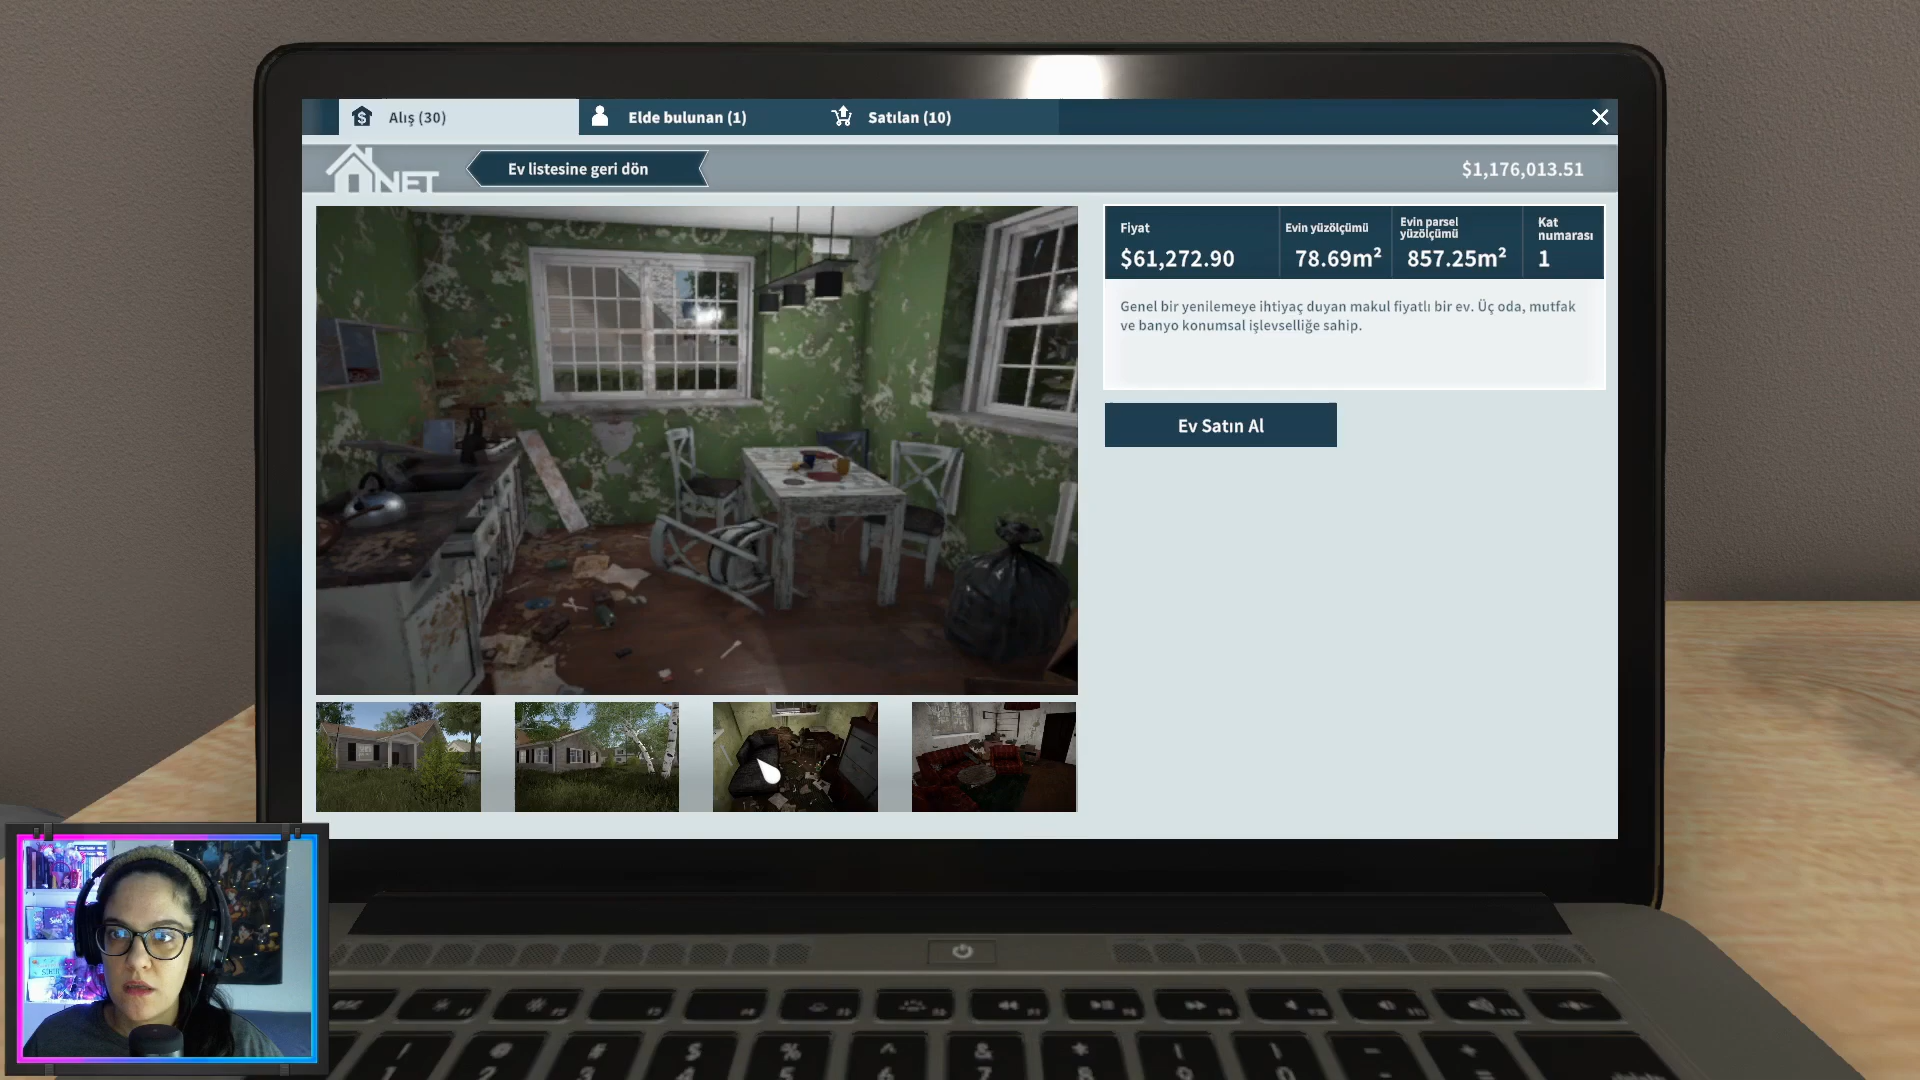 Alış (30)
Elde bulunan (1)
Satılan (10)
NET
Ev listesine geri dön
$1,176,013.51
Fiyat
$61,272.90
Evin yüzölçümü
78.69m²
Evin parsel
yüzölçümü
857.25m²
Kat
numarası
1
Genel bir yenilemeye ihtiyaç duyan makul fiyatlı bir ev. Üç oda, mutfak
ve banyo konumsal işlevselliğe sahip.
Ev Satın Al